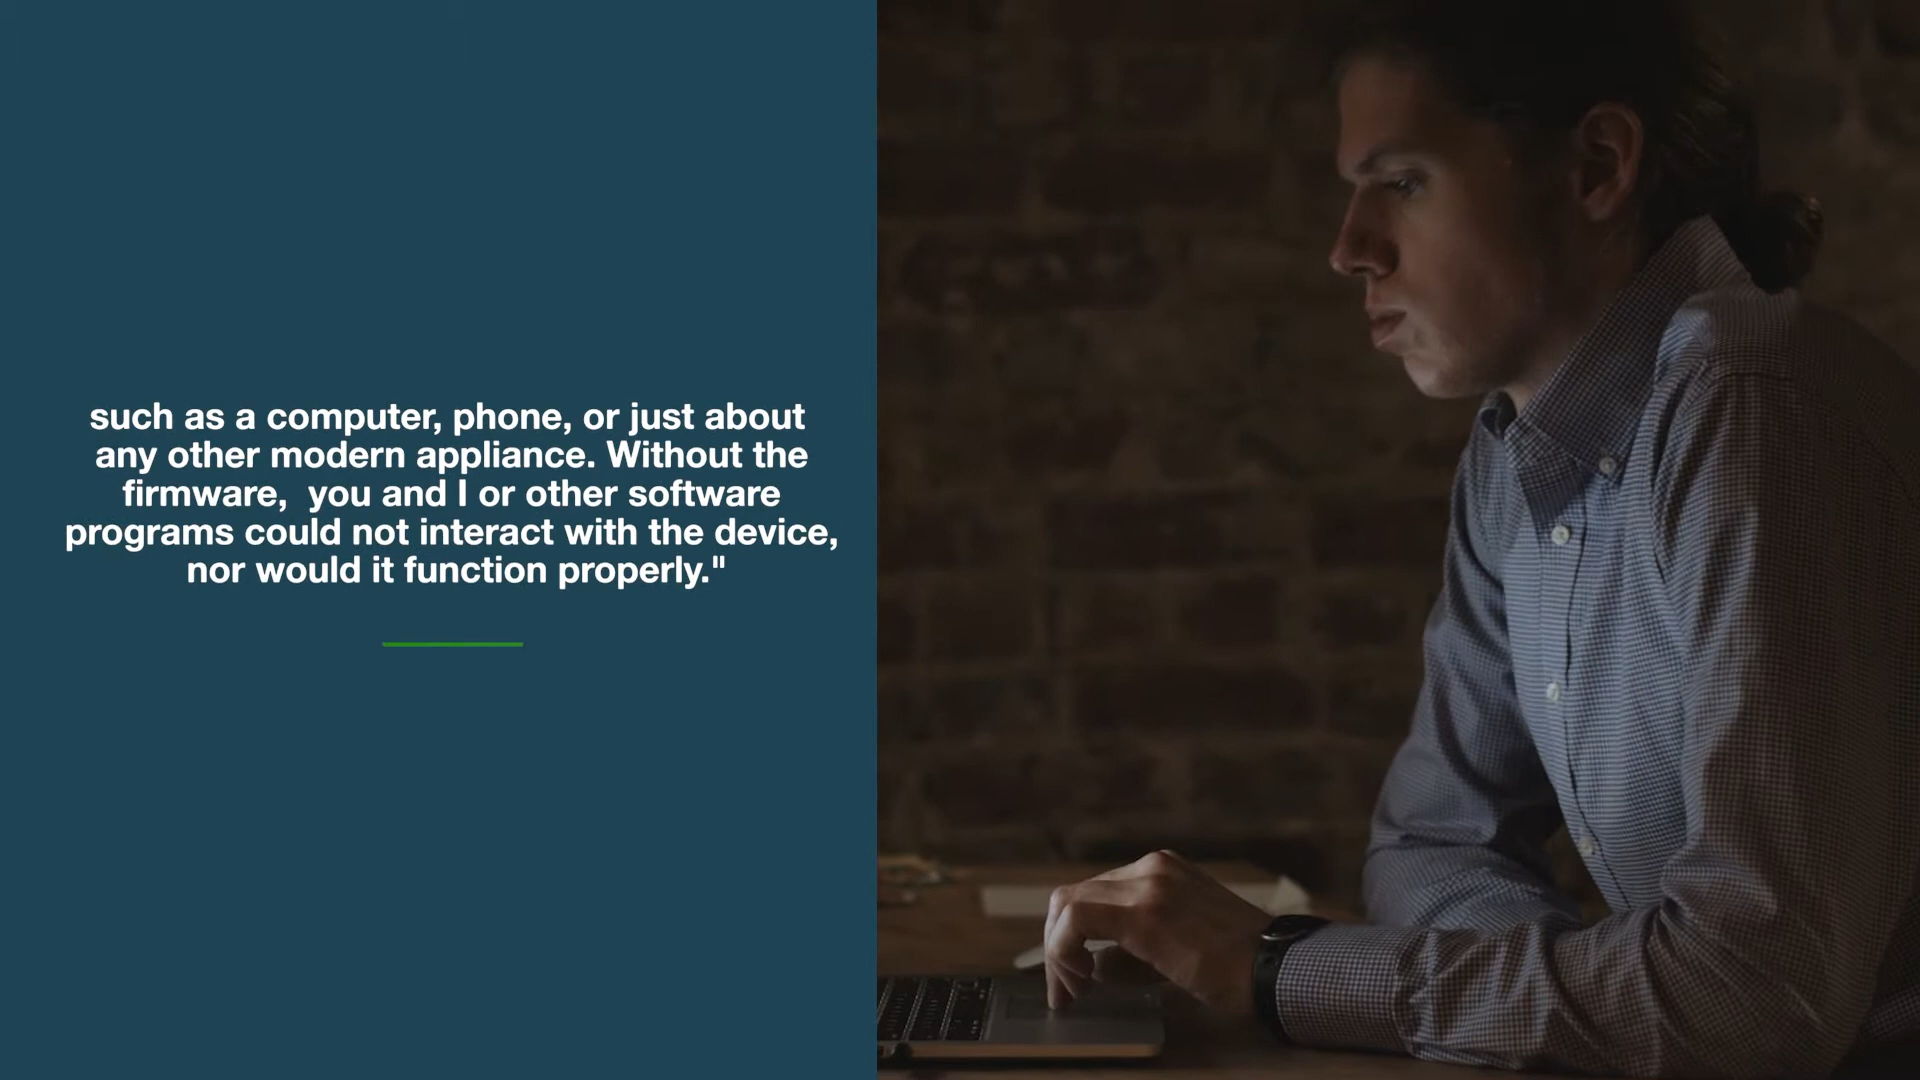 such as a computer, phone, or just about
any other modern appliance. Without the
firmware,  you and I or other software
programs could not interact with the device,
nor would it function properly."